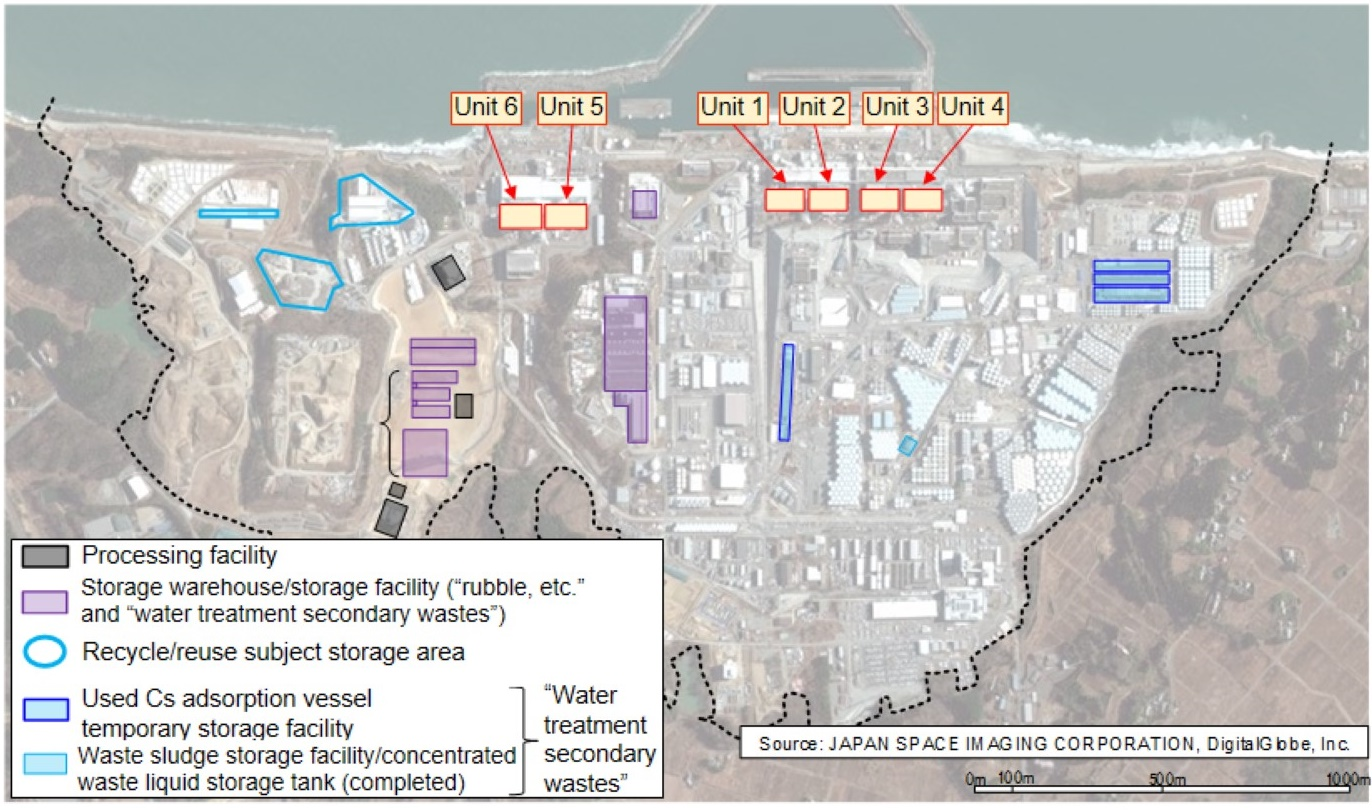 Unit 6
Unit 5
Unit 1
Unit 2
Unit 3
Unit 4
Processing facility
Storage warehouse/storage facility (“rubble, etc.”
and “water treatment secondary wastes”)
Recycle/reuse subject storage area
Used Cs adsorption vessel
temporary storage facility
Waste sludge storage facility/concentrated
waste liquid storage tank (completed)
“Water
treatment
secondary
wastes”
Source: JAPAN SPACE IMAGING CORPORATION, DigitalGlobe, Inc.
0m 100m 500m 1000m